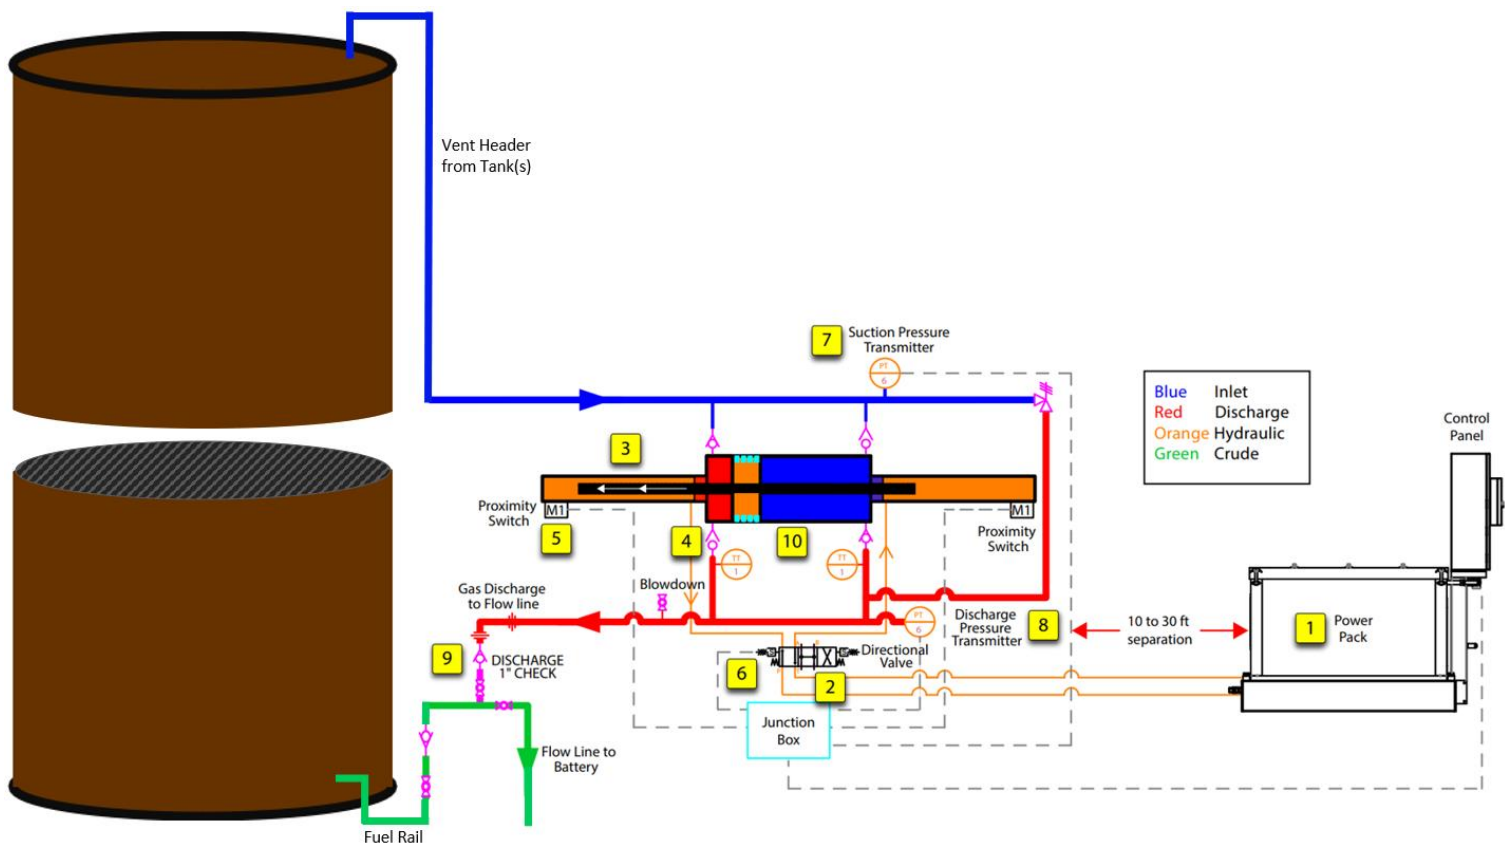 Vent Header
from Tank(s)
7
Suction Pressure
Transmitter
PT
6
Blue Inlet
Red Discharge
Orange Hydraulic
Green Crude
Control
Panel
3
Proximity
Switch
M1
5
4
10
M1
Proximity
Switch
TT
1
TT
1
Blowdown
Gas Discharge
to Flow line
PT
6
Discharge
Pressure
Transmitter
8
10 to 30 ft
separation
1
Power
Pack
9
DISCHARGE
1" CHECK
Directional
Valve
6
2
Junction
Box
Flow Line to
Battery
Fuel Rail